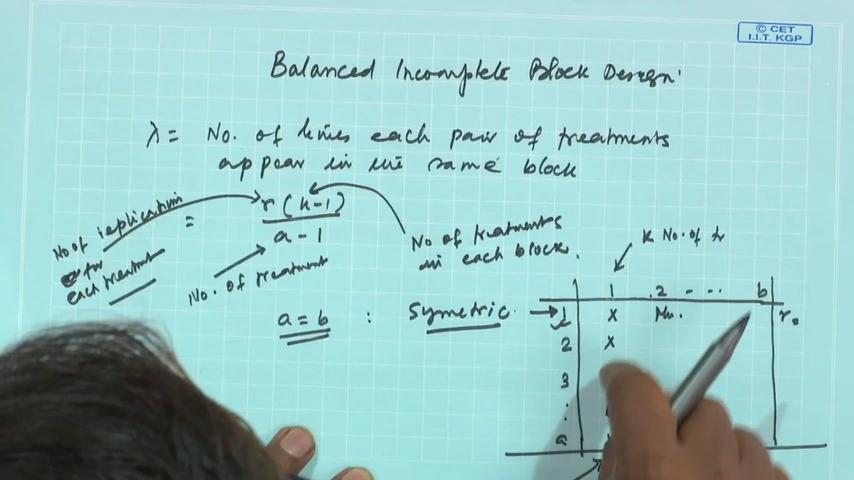 © CET
I.I.T. KGP
Balanced Incomplete Block Design
λ = No. of times each pair of treatments
appear in the same block
= r(k-1)
a-1
No of replication
for
each treatment
No. of treatment
No of treatments
in each block.
a = b : Symetric
K No. of tr
1 2 - ... b
1 x r
2 x
3
.
a